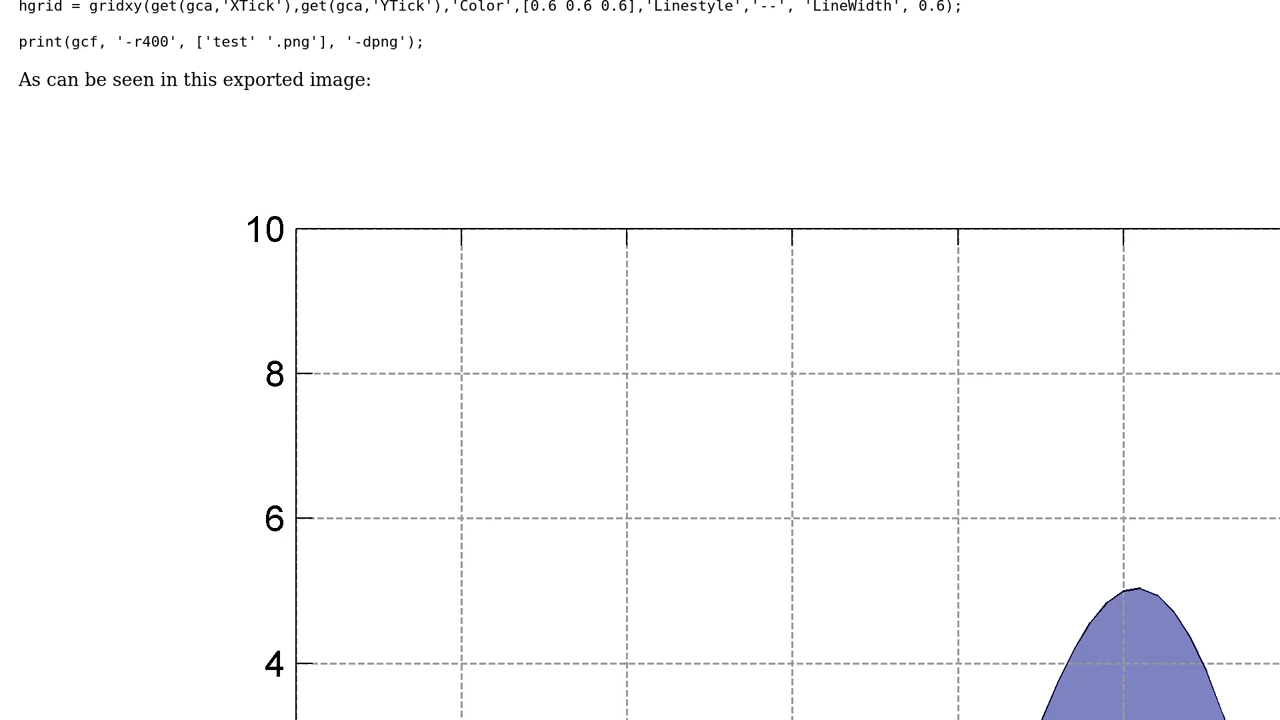 hgrid = gridxy(get(gca,'XTick'),get(gca,'YTick'),'Color',[0.6 0.6 0.6],'Linestyle','--', 'LineWidth', 0.6);
print(gcf, '-r400', ['test' '.png'], '-dpng');
As can be seen in this exported image:
10
8
6
4